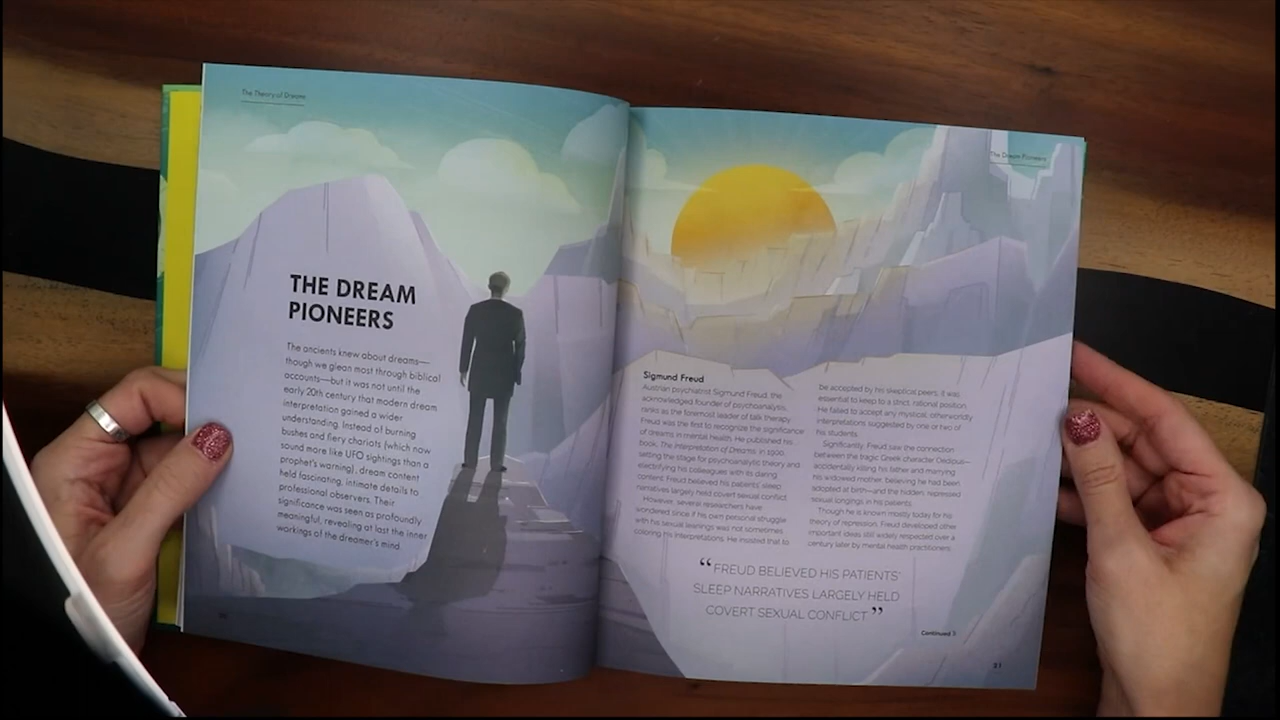 The Theory of Dreams
THE DREAM
PIONEERS
The ancients knew about dreams—
though we glean most through biblical
accounts—but it was not until the
early 20th century that modern dream
interpretation gained a wider
understanding. Instead of burning
bushes and fiery chariots (which now
sound more like UFO sightings than a
prophet's warning), dream content
held fascinating, intimate details to
professional observers. Their
significance was seen as profoundly
meaningful, revealing at last the inner
workings of the dreamer's mind.
The Dream Pioneers
Sigmund Freud
Austrian psychiatrist Sigmund Freud, the
acknowledged founder of psychoanalysis,
ranks as the foremost leader of talk therapy.
Freud was the first to recognize the significance
of dreams in mental health. He published his
book, The Interpretation of Dreams in 1900,
setting the stage for psychoanalytic theory and
electrifying his colleagues with its daring
content. Freud believed his patients' sleep
narratives largely held covert sexual conflict.
However, several researchers have
wondered since if his own personal struggle
with his sexual leanings was not sometimes
coloring his interpretations. He insisted that to
be accepted by his skeptical peers, it was
essential to keep to a strict, rational position.
He failed to accept any mystical, otherworldly
interpretations suggested by one or two of
his students.
Significantly, Freud saw the connection
between the tragic Greek character Oedipus—
accidentally killing his father and marrying
his widowed mother, believing he had been
adopted at birth—and the hidden, repressed
sexual longings in his patients.
Though he is known mostly today for his
theory of repression, Freud developed other
important ideas still widely respected over a
century later by mental health practitioners.
“FREUD BELIEVED HIS PATIENTS'
SLEEP NARRATIVES LARGELY HELD
COVERT SEXUAL CONFLICT”
Continued